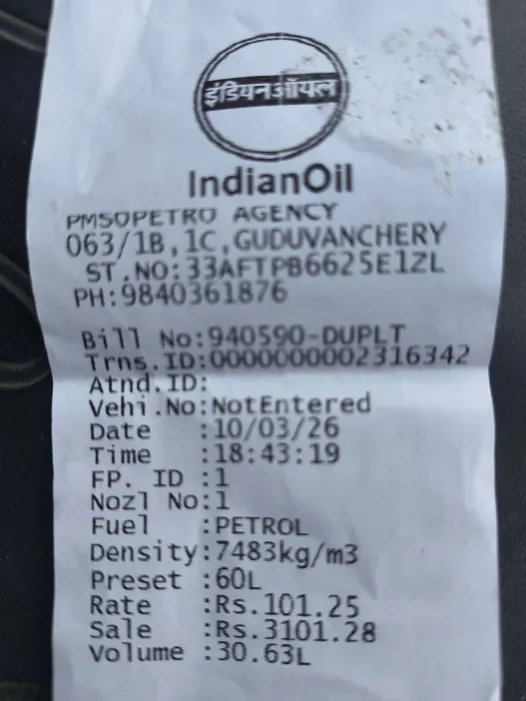 इंडियनऑयल
IndianOil
PMSOPETRO AGENCY
063/1B,1C,GUDUVANCHERY
ST.NO:33AFTPB6625E1ZL
PH:9840361876
Bill No:940590-DUPLT
Trns.ID:0000000002316342
Atnd.ID:
Vehi.No:NotEntered
Date :10/03/26
Time :18:43:19
FP. ID :1
Nozl No:1
Fuel :PETROL
Density:7483kg/m3
Preset :60L
Rate :Rs.101.25
Sale :Rs.3101.28
Volume :30.63L